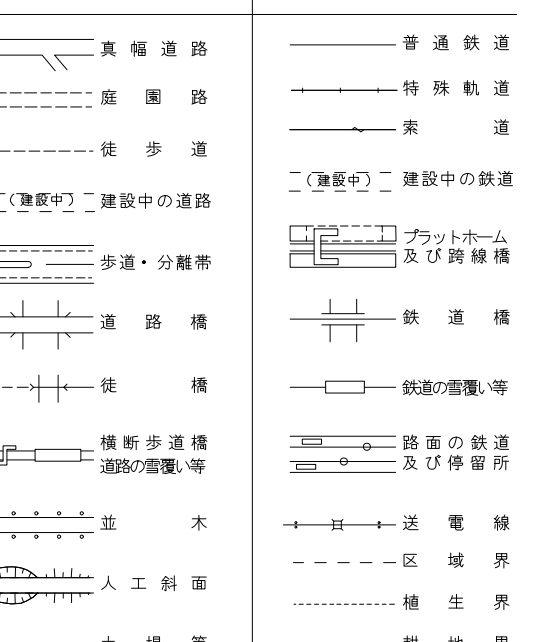 真幅道路
庭園路
徒歩道
(建設中)
建設中の道路
歩道・分離帯
道路橋
徒橋
横断歩道橋
道路の雪覆い等
並木
人工斜面
普通鉄道
特殊軌道
索道
(建設中)
建設中の鉄道
プラットホーム
及び跨線橋
鉄道橋
鉄道の雪覆い等
路面の鉄道
及び停留所
送電線
区域界
植生界